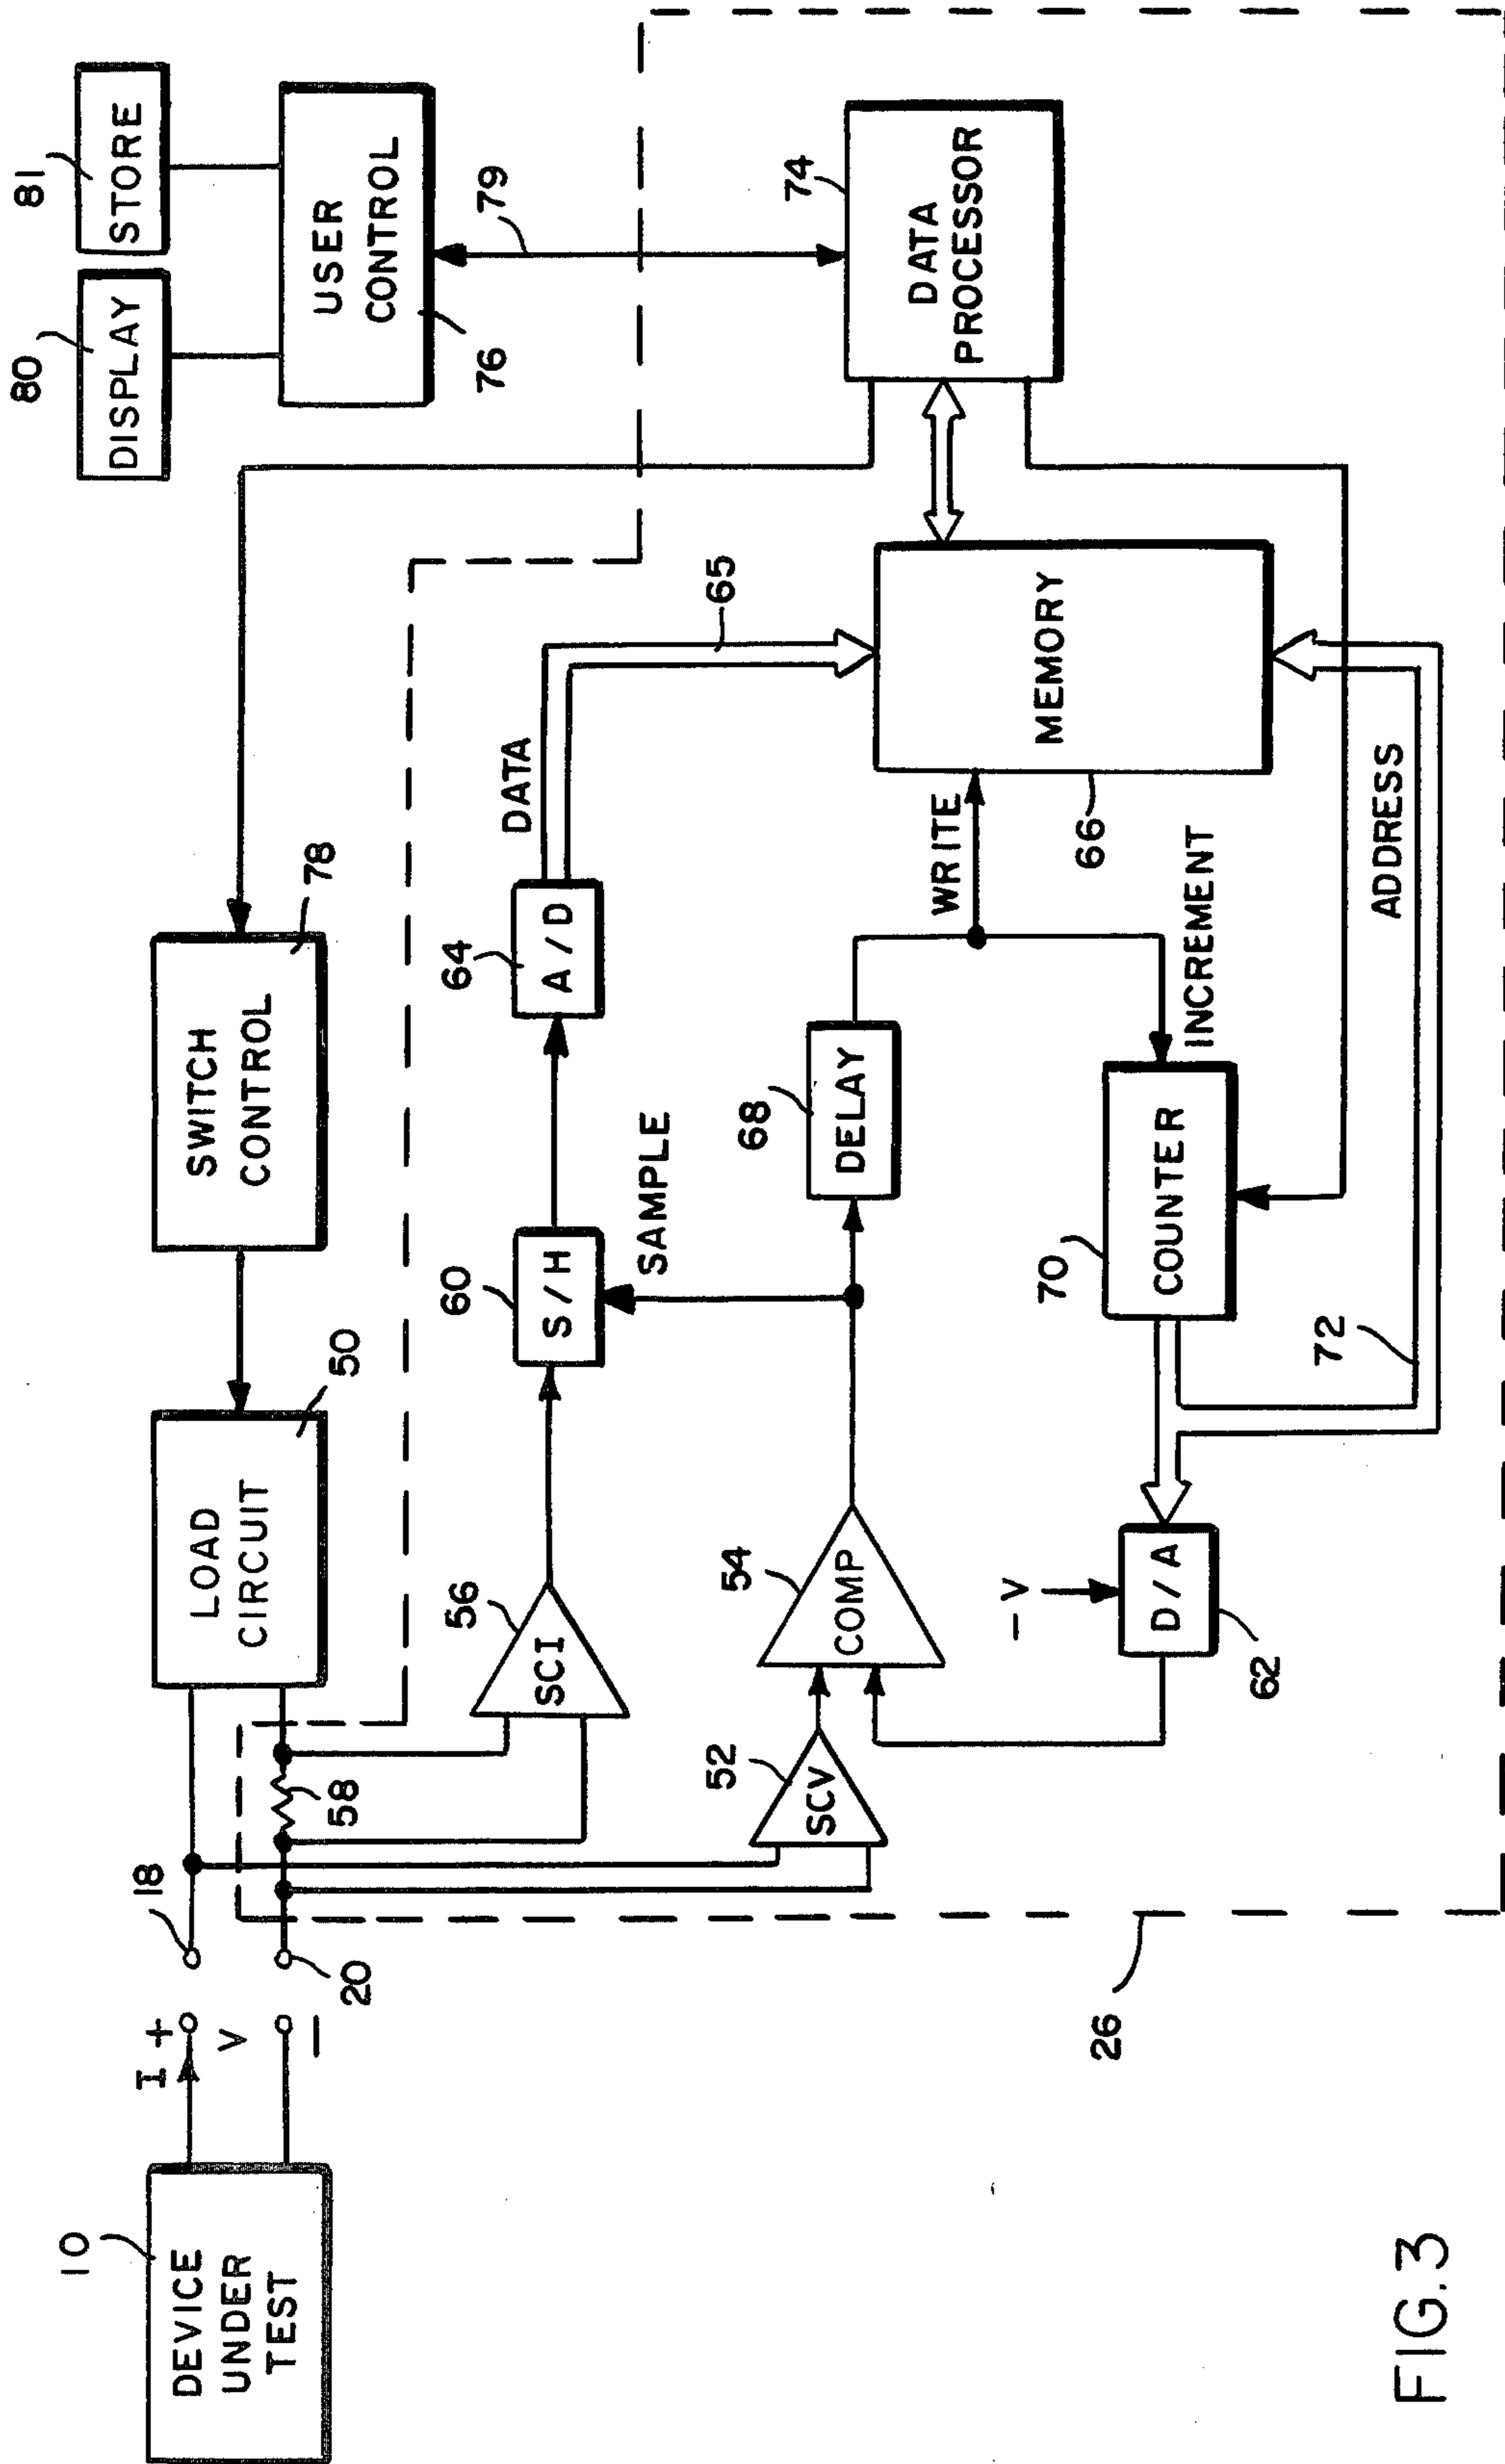 10
DEVICE
UNDER
TEST
I
+
V
−
18
20
58
LOAD
CIRCUIT
50
SWITCH
CONTROL
78
80
DISPLAY
81
STORE
USER
CONTROL
76
79
SCI
56
S/H
60
A/D
64
DATA
65
SAMPLE
SCV
52
COMP
54
DELAY
68
WRITE
MEMORY
66
DATA
PROCESSOR
74
-V
D/A
62
COUNTER
70
INCREMENT
ADDRESS
72
26
FIG.3